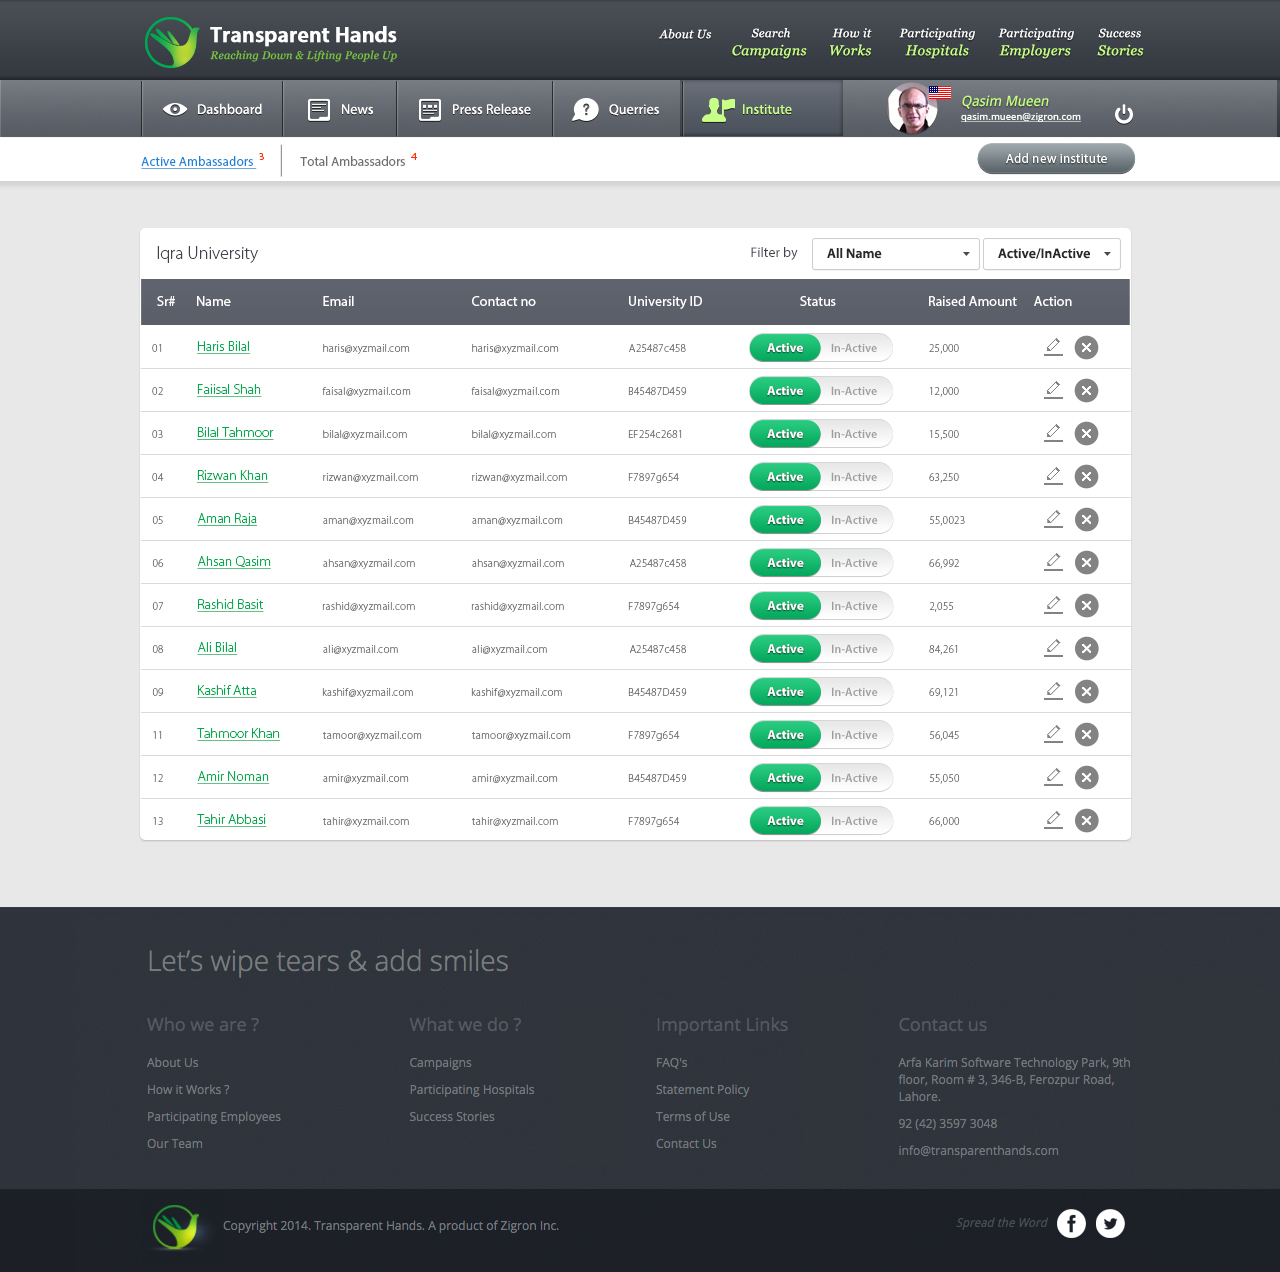 Transparent Hands
Reaching Down & Lifting People Up
About Us
Search
Campaigns
How it
Works
Participating
Hospitals
Participating
Employers
Success
Stories
Dashboard
News
Press Release
Querries
Institute
Qasim Mueen
qasim.mueen@zigron.com
Active Ambassadors 3
Total Ambassadors 4
Add new institute
Iqra University
Filter by
All Name
Active/InActive
Sr# Name Email Contact no University ID Status Raised Amount Action
01 Haris Bilal haris@xyzmail.com haris@xyzmail.com A25487c458 Active In-Active 25,000
02 Faiisal Shah faisal@xyzmail.com faisal@xyzmail.com B45487D459 Active In-Active 12,000
03 Bilal Tahmoor bilal@xyzmail.com bilal@xyzmail.com EF254c2681 Active In-Active 15,500
04 Rizwan Khan rizwan@xyzmail.com rizwan@xyzmail.com F7897g654 Active In-Active 63,250
05 Aman Raja aman@xyzmail.com aman@xyzmail.com B45487D459 Active In-Active 55,0023
06 Ahsan Qasim ahsan@xyzmail.com ahsan@xyzmail.com A25487c458 Active In-Active 66,992
07 Rashid Basit rashid@xyzmail.com rashid@xyzmail.com F7897g654 Active In-Active 2,055
08 Ali Bilal ali@xyzmail.com ali@xyzmail.com A25487c458 Active In-Active 84,261
09 Kashif Atta kashif@xyzmail.com kashif@xyzmail.com B45487D459 Active In-Active 69,121
11 Tahmoor Khan tamoor@xyzmail.com tamoor@xyzmail.com F7897g654 Active In-Active 56,045
12 Amir Noman amir@xyzmail.com amir@xyzmail.com B45487D459 Active In-Active 55,050
13 Tahir Abbasi tahir@xyzmail.com tahir@xyzmail.com F7897g654 Active In-Active 66,000
Let's wipe tears & add smiles
Who we are ?
About Us
How it Works ?
Participating Employees
Our Team
What we do ?
Campaigns
Participating Hospitals
Success Stories
Important Links
FAQ's
Statement Policy
Terms of Use
Contact Us
Contact us
Arfa Karim Software Technology Park, 9th
floor, Room # 3, 346-B, Ferozpur Road,
Lahore.
92 (42) 3597 3048
info@transparenthands.com
Copyright 2014. Transparent Hands. A product of Zigron Inc.
Spread the Word